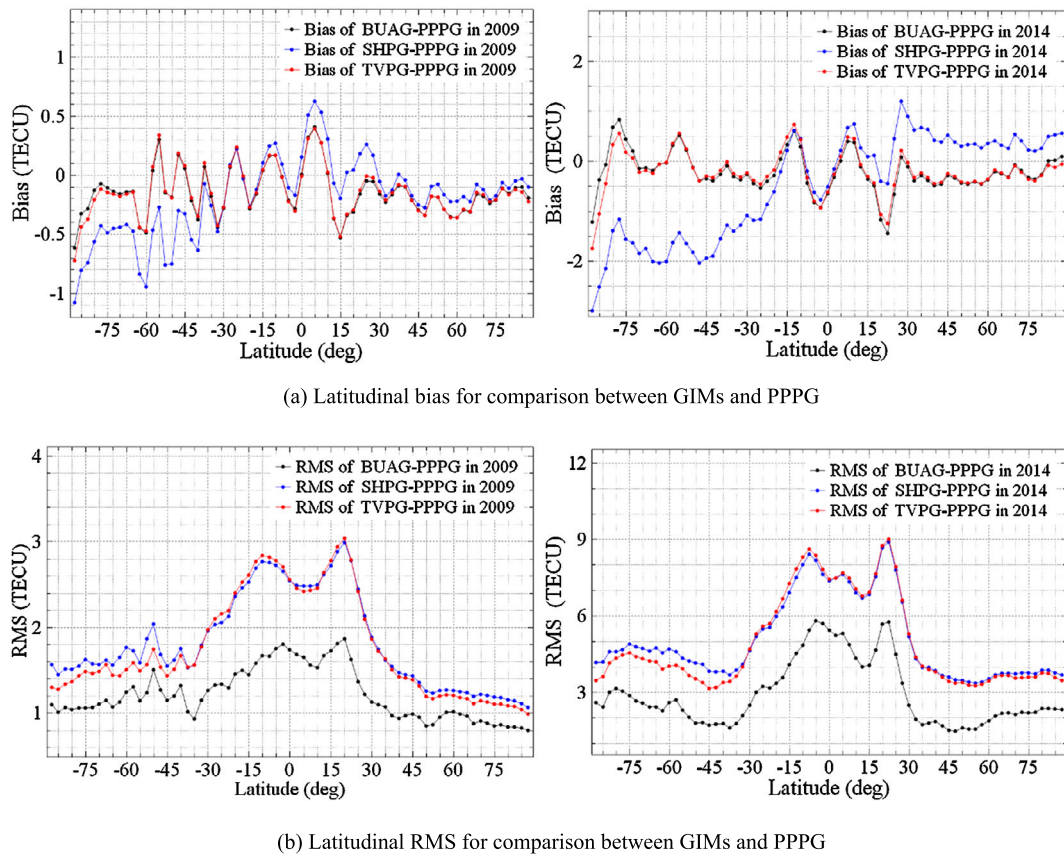 Bias of BUAG-PPPG in 2009
Bias of SHPG-PPPG in 2009
Bias of TVPG-PPPG in 2009
1
0.5
0
-0.5
-1
Bias (TECU)
-75 -60 -45 -30 -15 0 15 30 45 60 75
Latitude (deg)
Bias of BUAG-PPPG in 2014
Bias of SHPG-PPPG in 2014
Bias of TVPG-PPPG in 2014
2
0
-2
Bias (TECU)
-75 -60 -45 -30 -15 0 15 30 45 60 75
Latitude (deg)
(a) Latitudinal bias for comparison between GIMs and PPPG
RMS of BUAG-PPPG in 2009
RMS of SHPG-PPPG in 2009
RMS of TVPG-PPPG in 2009
4
3
2
1
RMS (TECU)
-75 -60 -45 -30 -15 0 15 30 45 60 75
Latitude (deg)
RMS of BUAG-PPPG in 2014
RMS of SHPG-PPPG in 2014
RMS of TVPG-PPPG in 2014
12
9
6
3
RMS (TECU)
-75 -60 -45 -30 -15 0 15 30 45 60 75
Latitude (deg)
(b) Latitudinal RMS for comparison between GIMs and PPPG